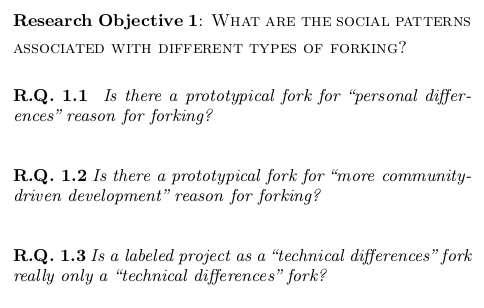 Research Objective 1: What are the social patterns
associated with different types of forking?
R.Q. 1.1 Is there a prototypical fork for “personal differ-
ences” reason for forking?
R.Q. 1.2 Is there a prototypical fork for “more community-
driven development” reason for forking?
R.Q. 1.3 Is a labeled project as a “technical differences” fork
really only a “technical differences” fork?